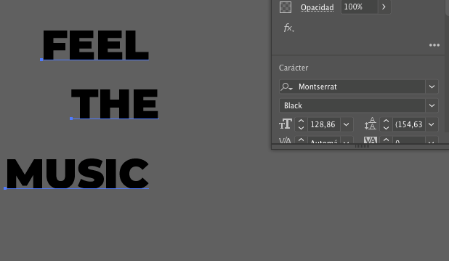 FEEL
THE
MUSIC
Opacidad 100%
fx.
Carácter
Montserrat
Black
128,86 (154,63